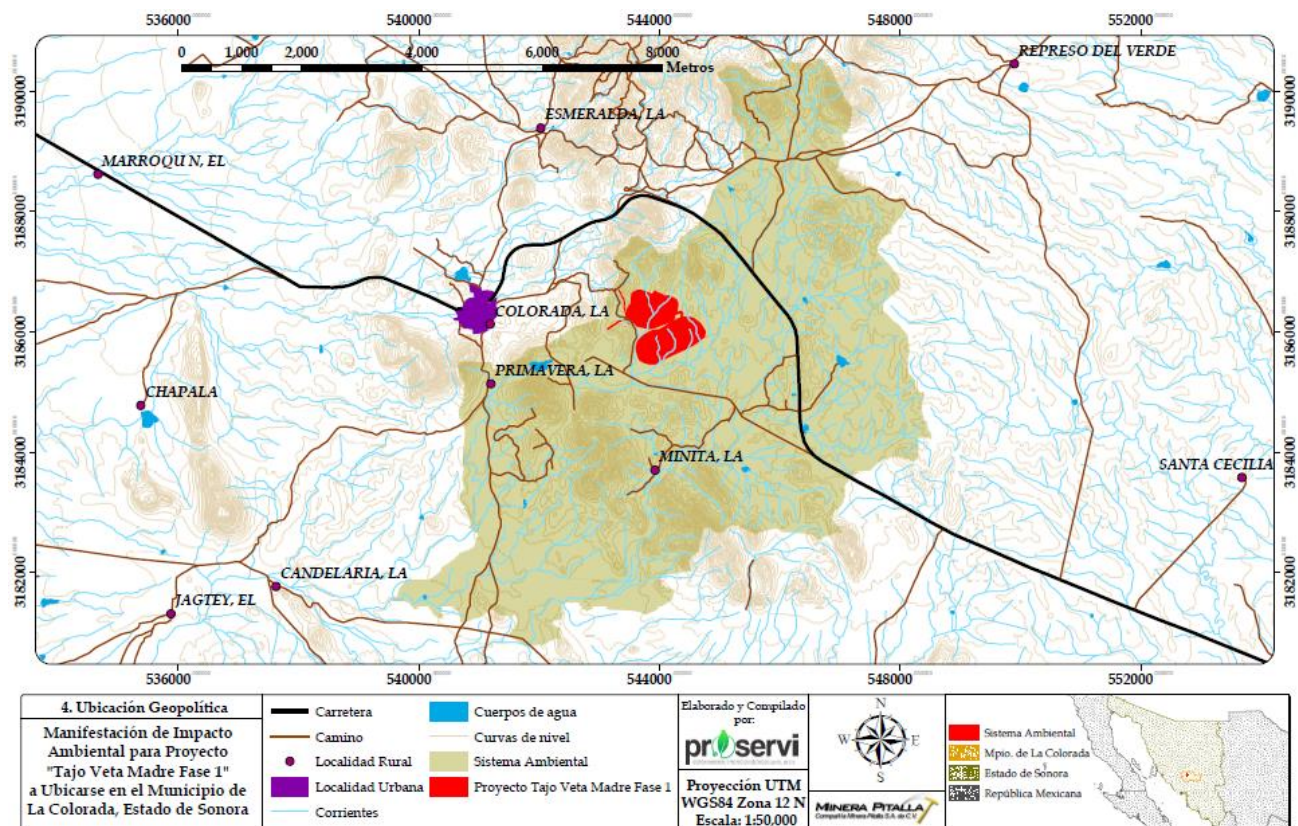 536000
540000
544000
548000
552000
0 1,000 2,000 4,000 6,000 8,000
Metros
REPRESO DEL VERDE
3190000
3190000
ESMERALDA, LA
MARROQU N, EL
3188000
3188000
COLORADA, LA
3186000
3186000
PRIMAVERA, LA
CHAPALA
3184000
3184000
MINITA, LA
SANTA CECILIA
3182000
3182000
CANDELARIA, LA
JAGTEY, EL
536000
540000
544000
548000
552000
4. Ubicación Geopolítica
Manifestación de Impacto
Ambiental para Proyecto
"Tajo Veta Madre Fase 1"
a Ubicarse en el Municipio de
La Colorada, Estado de Sonora
Carretera
Camino
Localidad Rural
Localidad Urbana
Corrientes
Cuerpos de agua
Curvas de nivel
Sistema Ambiental
Proyecto Tajo Veta Madre Fase 1
Elaborado y Compilado
por:
proservi
Proyección UTM
WGS84 Zona 12 N
Escala: 1:50,000
N
W E
S
MINERA PITALLA
Compañía Minera Pitalla S.A. de C.V.
Sistema Ambiental
Mpio. de La Colorada
Estado de Sonora
República Mexicana